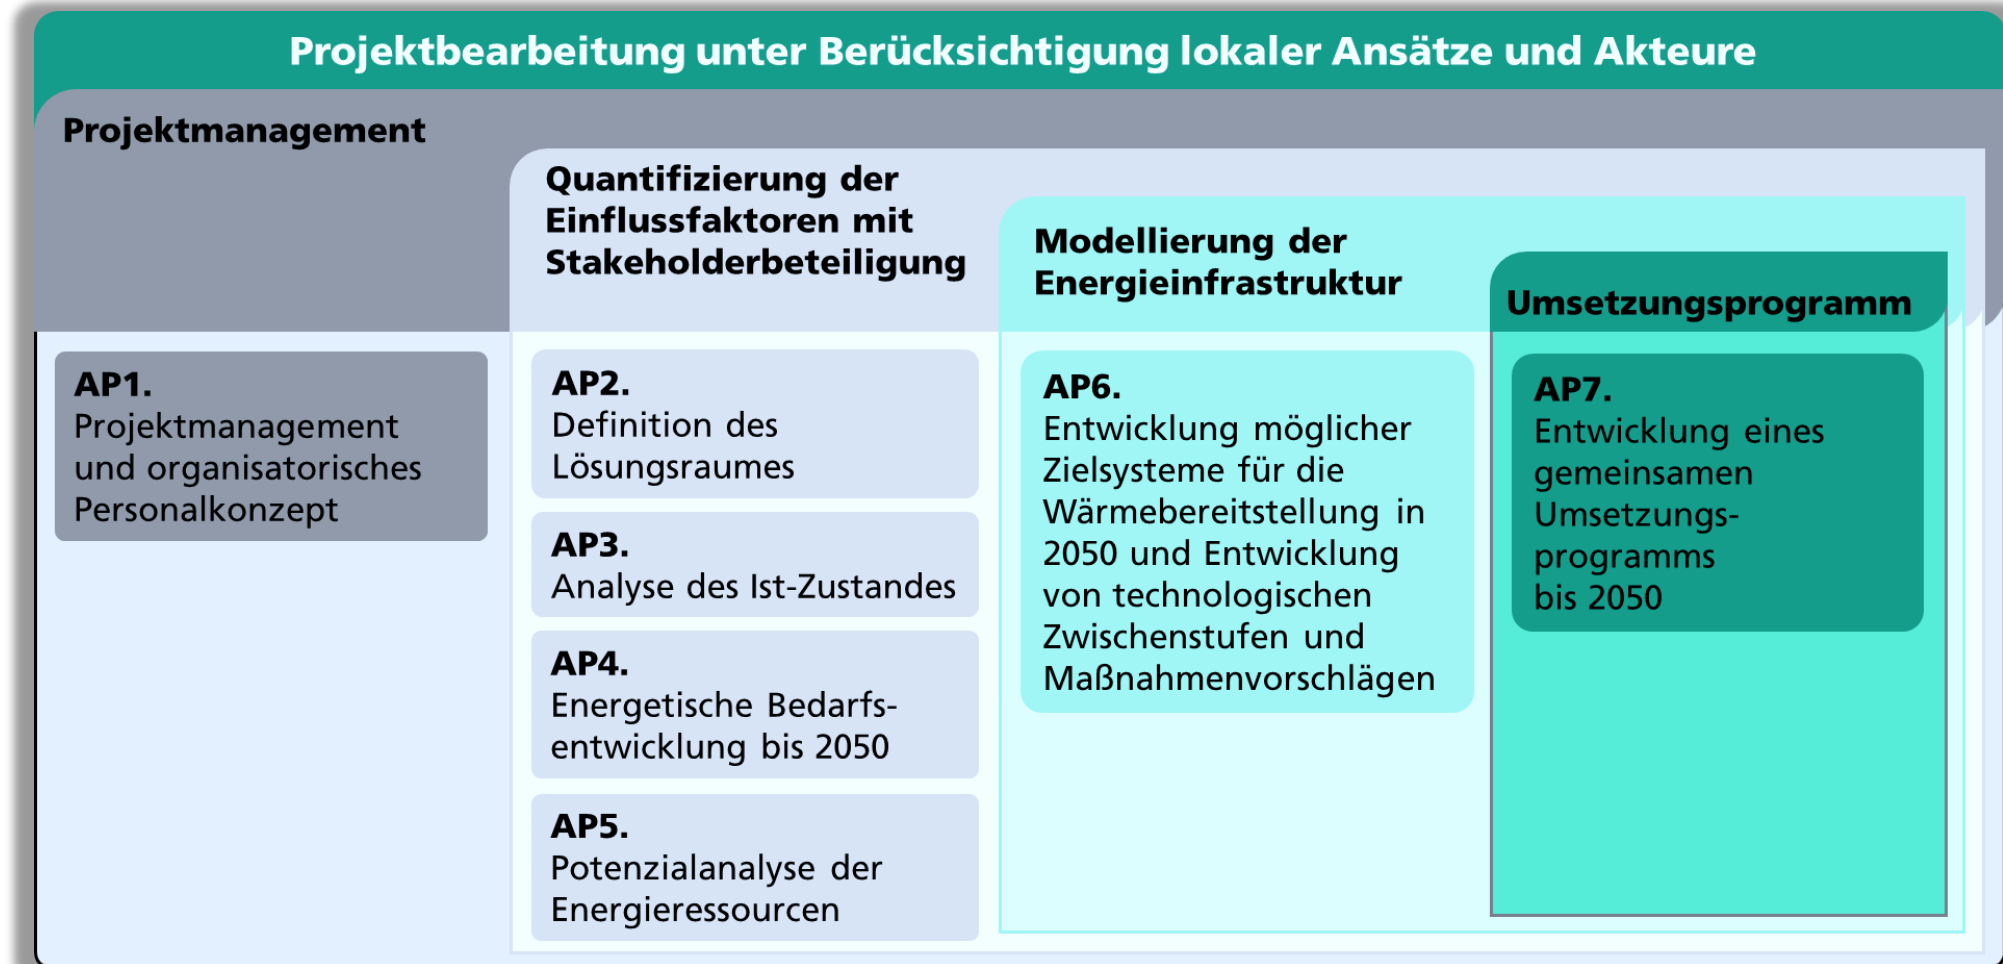 Projektbearbeitung unter Berücksichtigung lokaler Ansätze und Akteure
Projektmanagement
Quantifizierung der
Einflussfaktoren mit
Stakeholderbeteiligung
Modellierung der
Energieinfrastruktur
Umsetzungsprogramm
AP1.
Projektmanagement
und organisatorisches
Personalkonzept
AP2.
Definition des
Lösungsraumes
AP3.
Analyse des Ist-Zustandes
AP4.
Energetische Bedarfs-
entwicklung bis 2050
AP5.
Potenzialanalyse der
Energieressourcen
AP6.
Entwicklung möglicher
Zielsysteme für die
Wärmebereitstellung in
2050 und Entwicklung
von technologischen
Zwischenstufen und
Maßnahmenvorschlägen
AP7.
Entwicklung eines
gemeinsamen
Umsetzungs-
programms
bis 2050